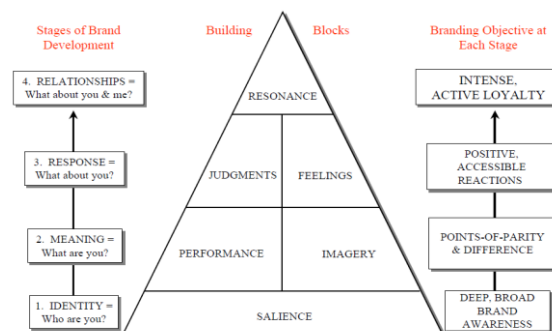 Stages of Brand
Development
Building
Blocks
Branding Objective at
Each Stage
4. RELATIONSHIPS =
What about you & me?
RESONANCE
INTENSE,
ACTIVE LOYALTY
3. RESPONSE =
What about you?
JUDGMENTS
FEELINGS
POSITIVE,
ACCESSIBLE
REACTIONS
2. MEANING =
What are you?
PERFORMANCE
IMAGERY
POINTS-OF-PARITY
& DIFFERENCE
1. IDENTITY =
Who are you?
SALIENCE
DEEP, BROAD
BRAND
AWARENESS